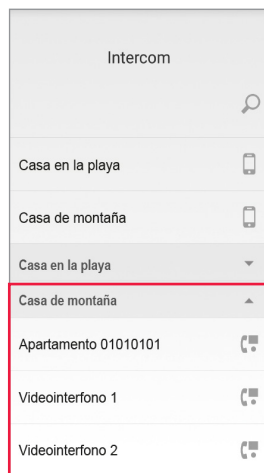 Intercom
Casa en la playa
Casa de montaña
Casa en la playa
Casa de montaña
Apartamento 01010101
Videointerfono 1
Videointerfono 2